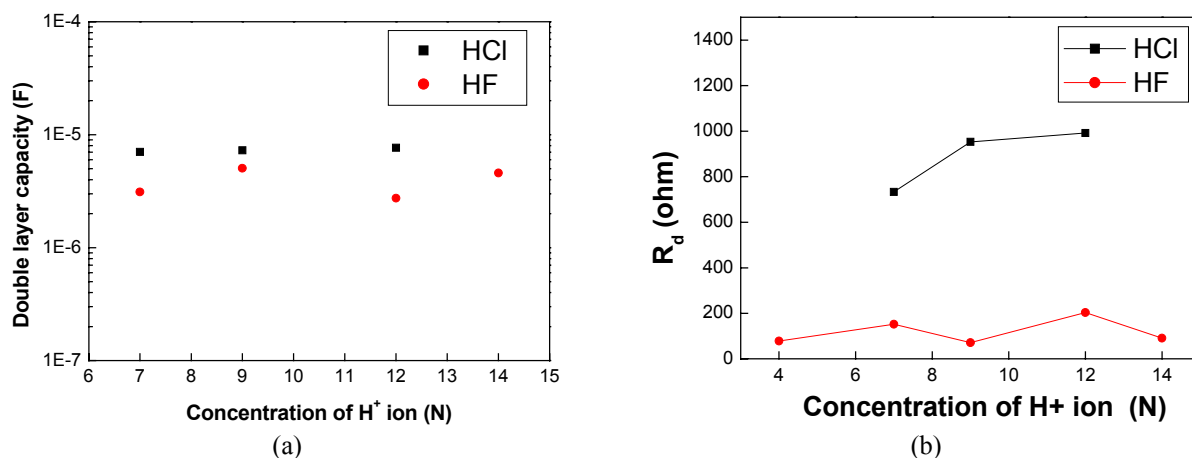 1E-4
1E-5
1E-6
1E-7
Double layer capacity (F)
HCl
HF
6 7 8 9 10 11 12 13 14 15
Concentration of H⁺ ion (N)
(a)
1400
1200
1000
800
600
400
200
0
R_d (ohm)
HCl
HF
4 6 8 10 12 14
Concentration of H+ ion (N)
(b)